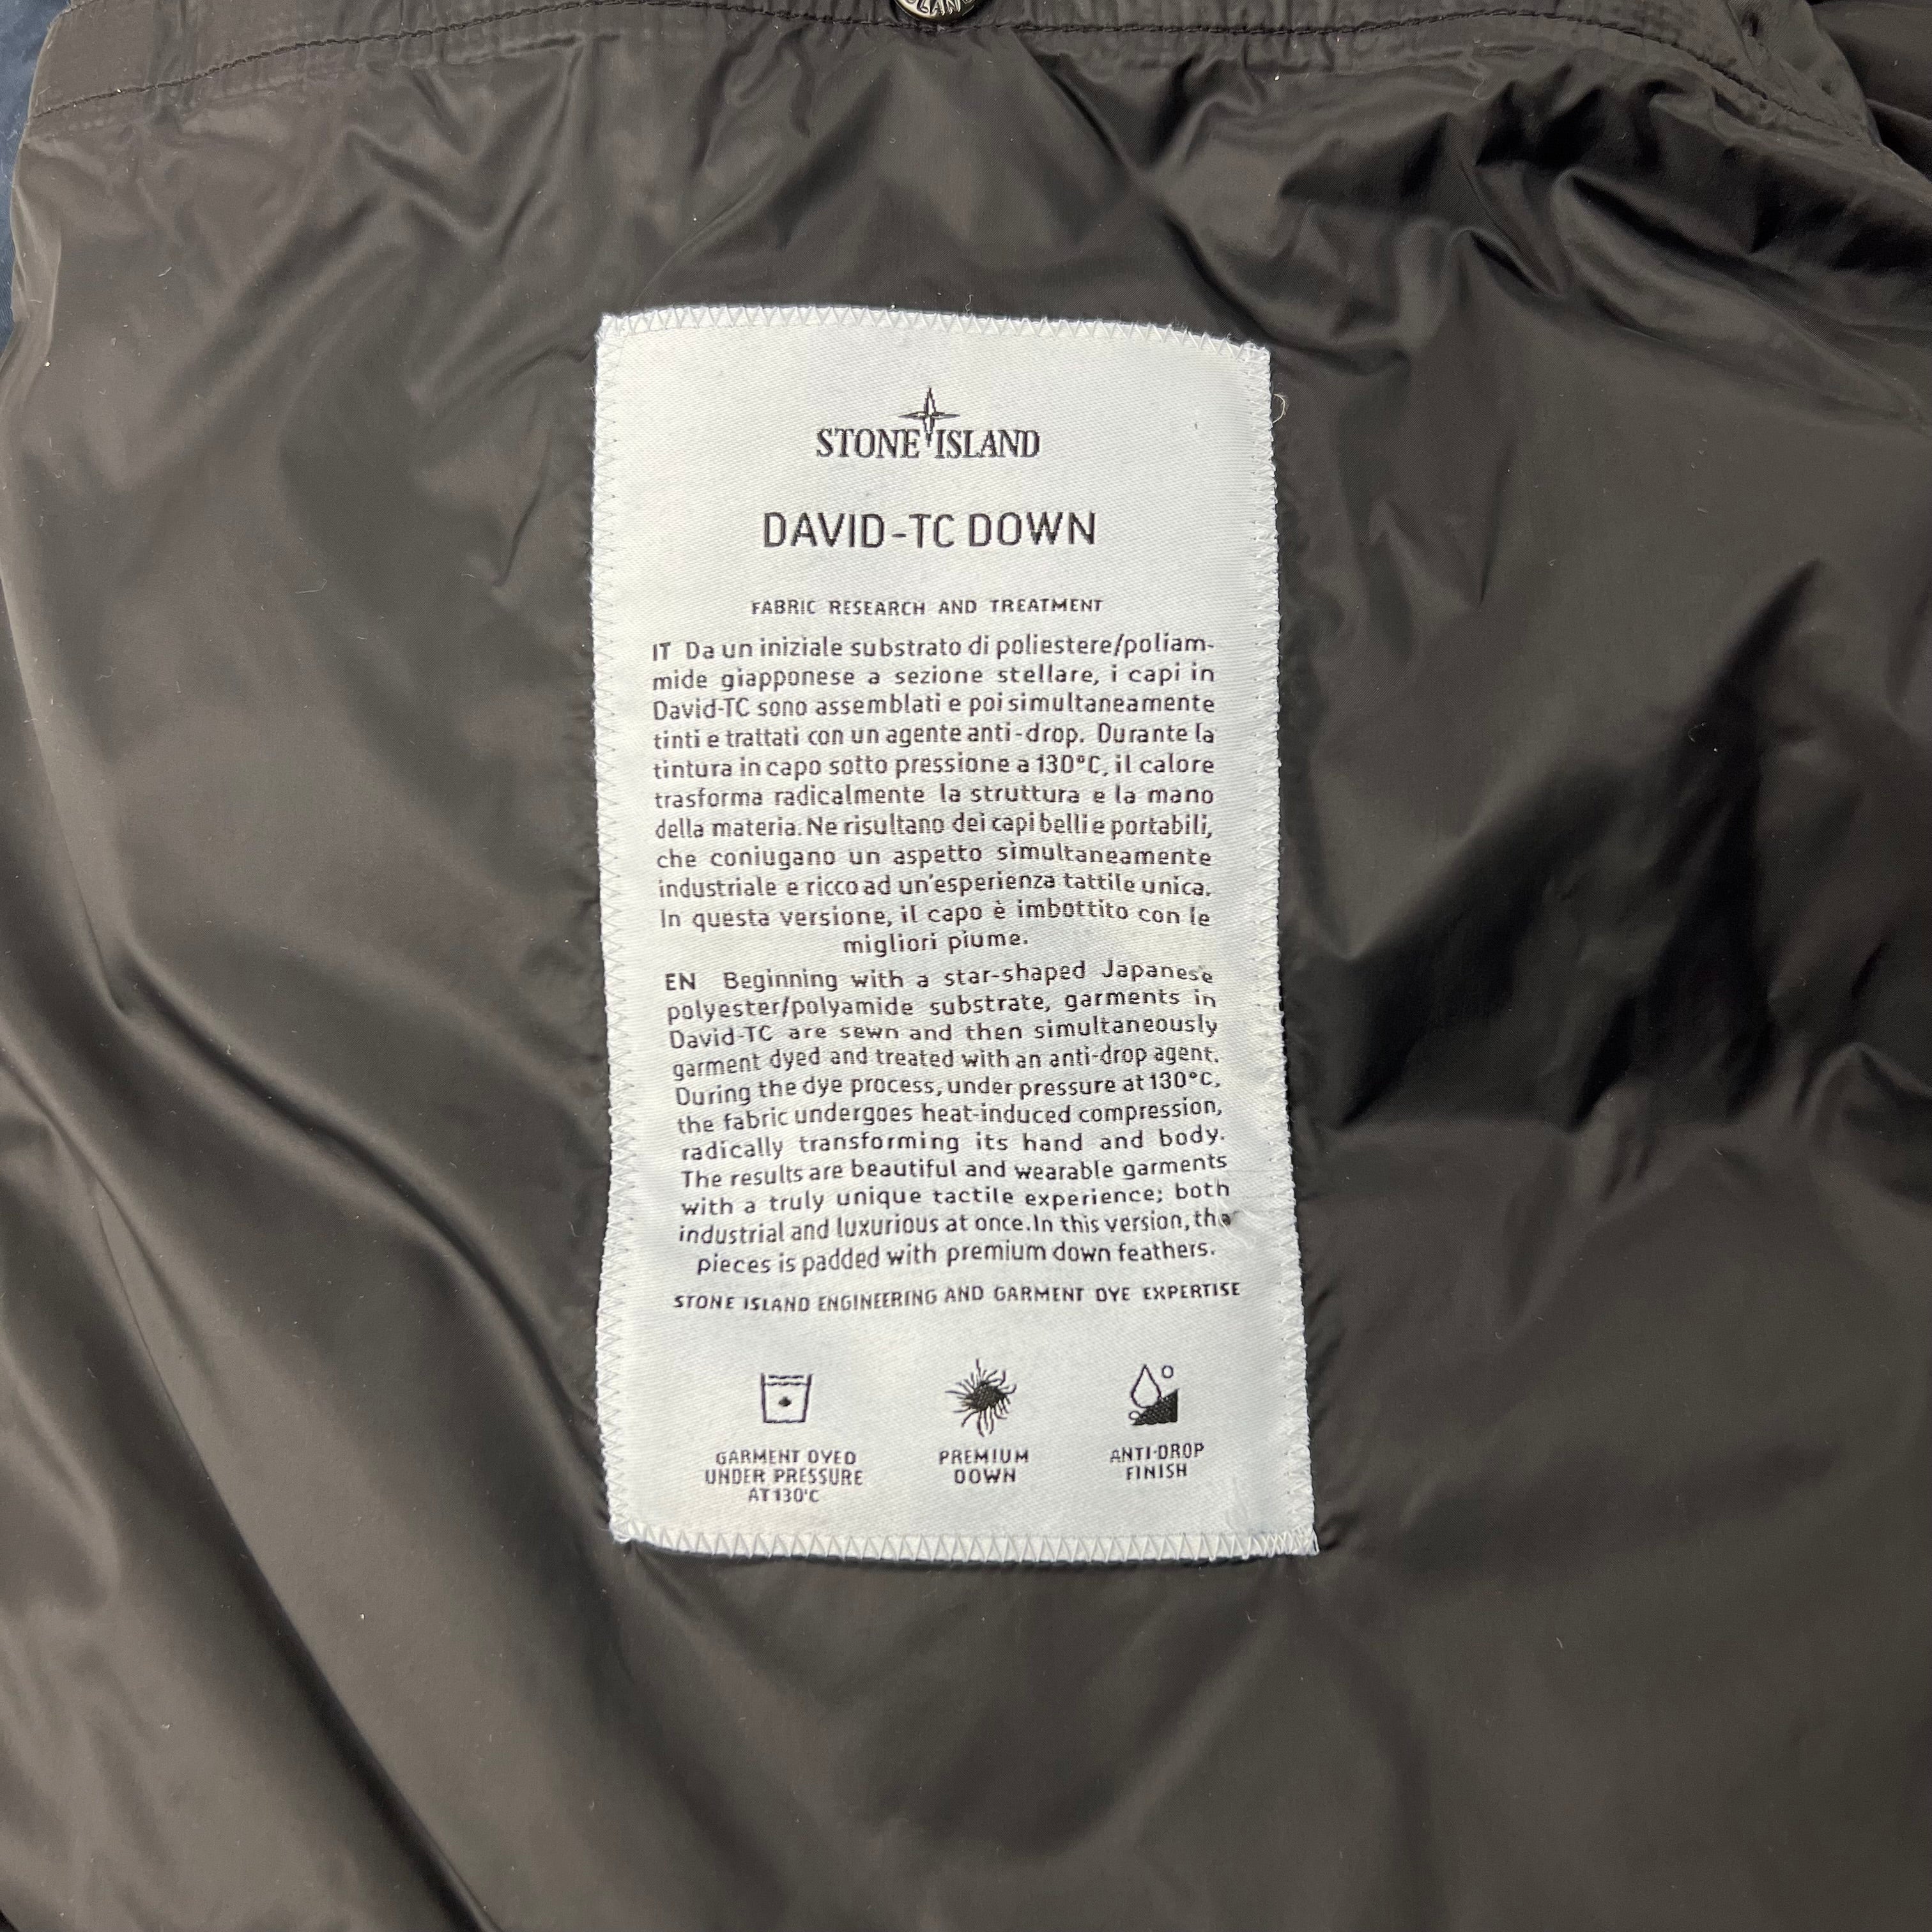 STONE ISLAND
DAVID-TC DOWN
FABRIC RESEARCH AND TREATMENT
IT Da un iniziale substrato di poliestere/poliam-
mide giapponese a sezione stellare, i capi in
David-TC sono assemblati e poi simultaneamente
tinti e trattati con un agente anti-drop. Durante la
tintura in capo sotto pressione a 130°C, il calore
trasforma radicalmente la struttura e la mano
della materia. Ne risultano dei capi belli e portabili,
che coniugano un aspetto simultaneamente
industriale e ricco ad un'esperienza tattile unica.
In questa versione, il capo è imbottito con le
migliori piume.
EN Beginning with a star-shaped Japanese
polyester/polyamide substrate, garments in
David-TC are sewn and then simultaneously
garment dyed and treated with an anti-drop agent.
During the dye process, under pressure at 130°C,
the fabric undergoes heat-induced compression,
radically transforming its hand and body.
The results are beautiful and wearable garments
with a truly unique tactile experience; both
industrial and luxurious at once. In this version, the
pieces is padded with premium down feathers.
STONE ISLAND ENGINEERING AND GARMENT DYE EXPERTISE
GARMENT DYED
UNDER PRESSURE
AT 130°C
PREMIUM
DOWN
ANTI-DROP
FINISH